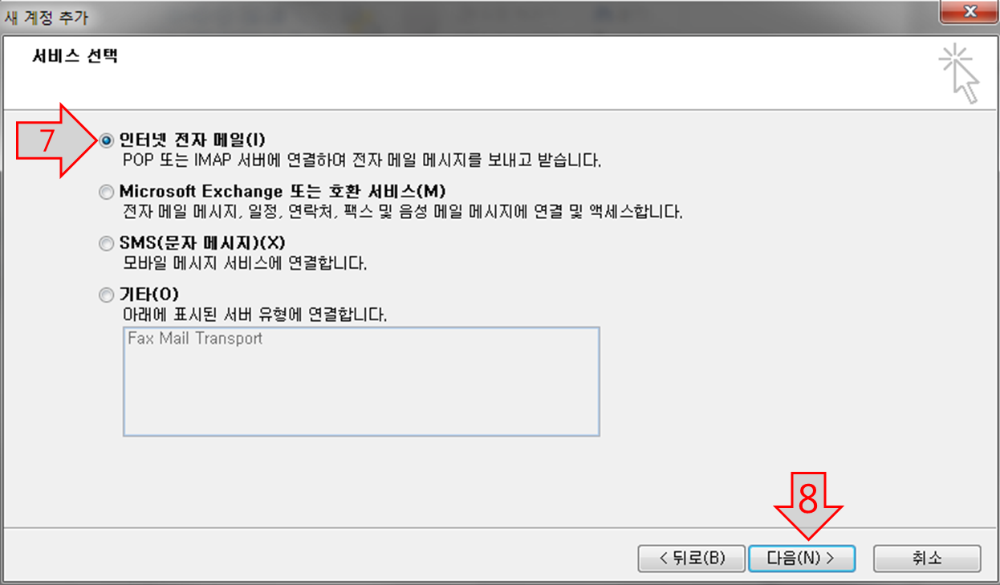 새 계정 추가
서비스 선택
7
인터넷 전자 메일(I)
POP 또는 IMAP 서버에 연결하여 전자 메일 메시지를 보내고 받습니다.
Microsoft Exchange 또는 호환 서비스(M)
전자 메일 메시지, 일정, 연락처, 팩스 및 음성 메일 메시지에 연결 및 액세스합니다.
SMS(문자 메시지)(X)
모바일 메시지 서비스에 연결합니다.
기타(O)
아래에 표시된 서버 유형에 연결합니다.
Fax Mail Transport
8
< 뒤로(B) 다음(N) > 취소